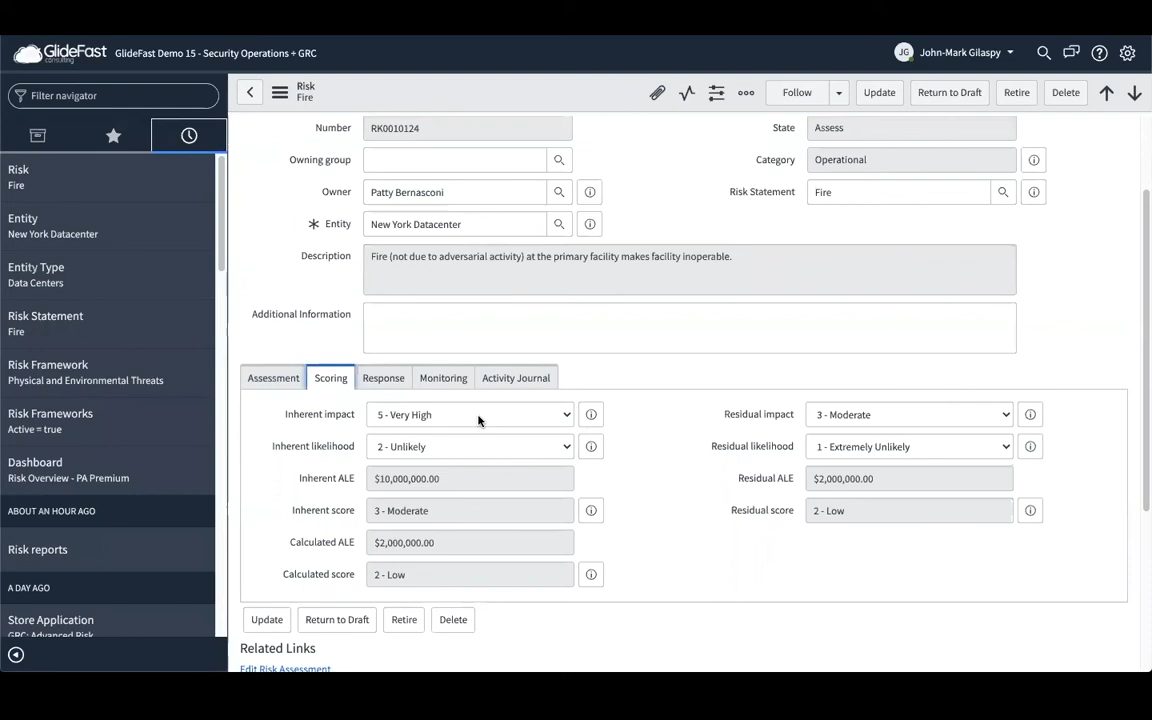 GlideFast
consulting
GlideFast Demo 15 - Security Operations + GRC
JG
John-Mark Gilaspy
Filter navigator
Risk
Fire
Follow
Update
Return to Draft
Retire
Delete
Risk
Fire
Entity
New York Datacenter
Entity Type
Data Centers
Risk Statement
Fire
Risk Framework
Physical and Environmental Threats
Risk Frameworks
Active = true
Dashboard
Risk Overview - PA Premium
ABOUT AN HOUR AGO
Risk reports
A DAY AGO
Store Application
GRC: Advanced Risk
Number
RK0010124
State
Assess
Owning group
Category
Operational
Owner
Patty Bernasconi
Risk Statement
Fire
Entity
New York Datacenter
Description
Fire (not due to adversarial activity) at the primary facility makes facility inoperable.
Additional Information
Assessment
Scoring
Response
Monitoring
Activity Journal
Inherent impact
5 - Very High
Residual impact
3 - Moderate
Inherent likelihood
2 - Unlikely
Residual likelihood
1 - Extremely Unlikely
Inherent ALE
$10,000,000.00
Residual ALE
$2,000,000.00
Inherent score
3 - Moderate
Residual score
2 - Low
Calculated ALE
$2,000,000.00
Calculated score
2 - Low
Update
Return to Draft
Retire
Delete
Related Links
Edit Risk Assessment